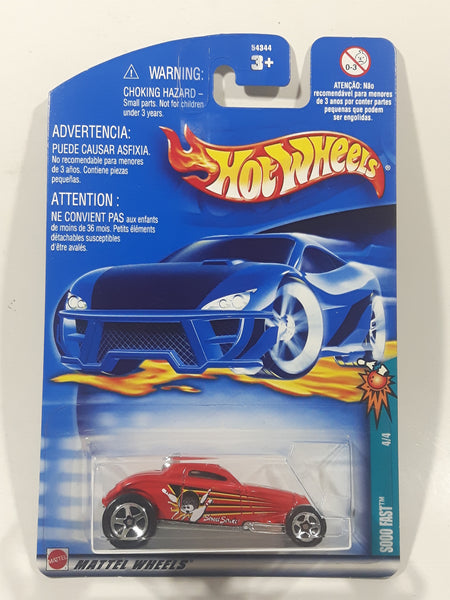 54344
3+
0-3
WARNING:
CHOKING HAZARD –
Small parts. Not for children
under 3 years.
ATENÇÃO: Não
recomendável para menores
de 3 anos por conter partes
pequenas que podem ser
engolidas.
ADVERTENCIA:
PUEDE CAUSAR ASFIXIA.
No recomendable para menores
de 3 años. Contiene piezas
pequeñas.
ATTENTION :
NE CONVIENT PAS aux enfants
de moins de 36 mois. Petits éléments
détachables susceptibles
d'être avalés.
HOT WHEELS®
SOOO FAST™ 4/4
MATTEL
MATTEL WHEELS